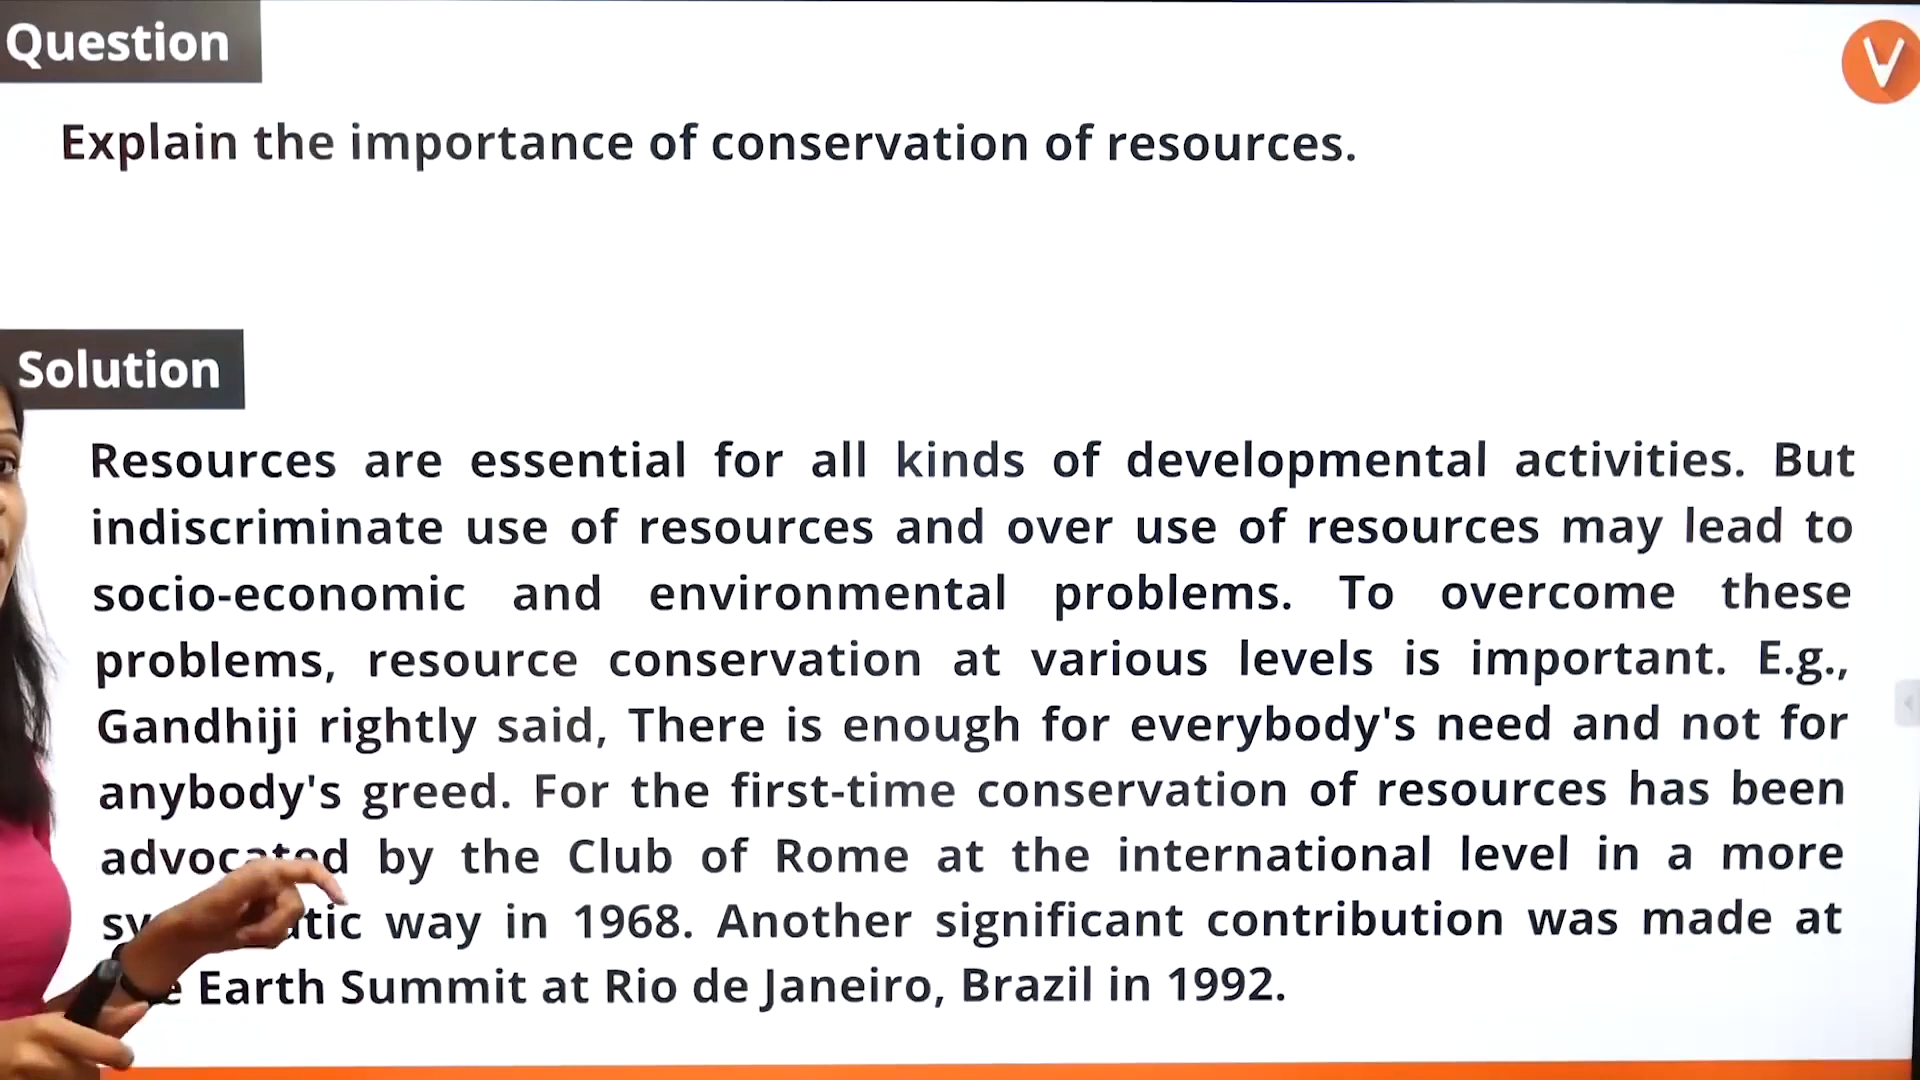 Question
Explain the importance of conservation of resources.
Solution
Resources are essential for all kinds of developmental activities. But
indiscriminate use of resources and over use of resources may lead to
socio-economic and environmental problems. To overcome these
problems, resource conservation at various levels is important. E.g.,
Gandhiji rightly said, There is enough for everybody's need and not for
anybody's greed. For the first-time conservation of resources has been
advocated by the Club of Rome at the international level in a more
way in 1968. Another significant contribution was made at
Earth Summit at Rio de Janeiro, Brazil in 1992.